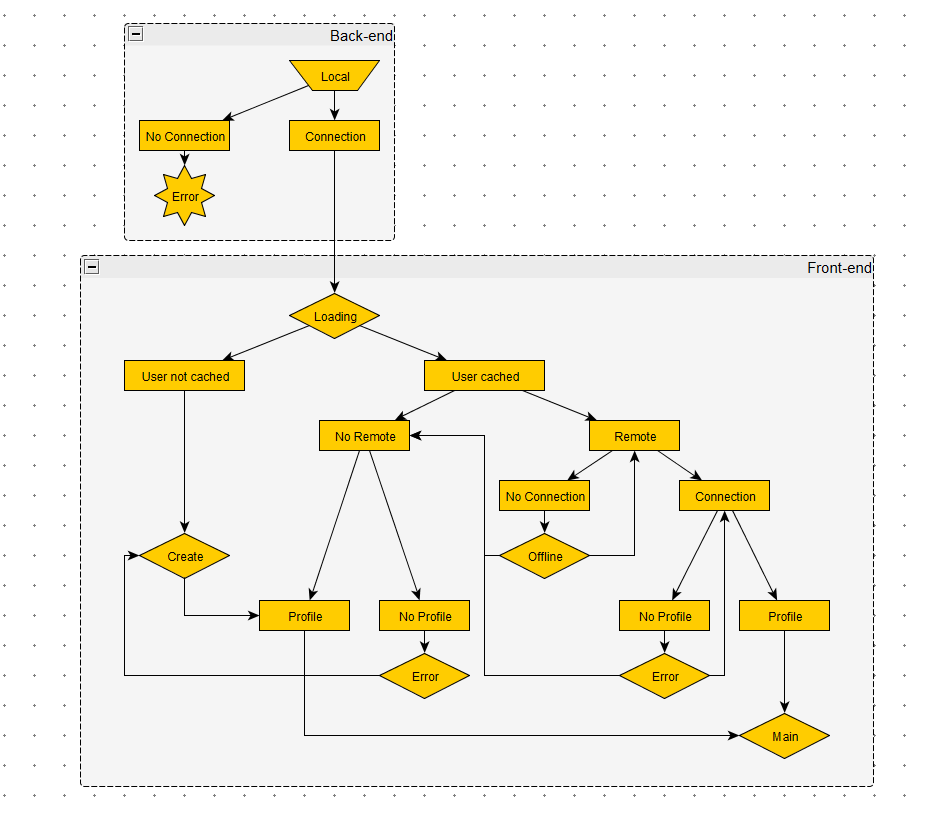 Back-end
Local
No Connection
Connection
Error
Front-end
Loading
User not cached
User cached
No Remote
Remote
No Connection
Connection
Create
Offline
Profile
No Profile
No Profile
Profile
Error
Error
Main